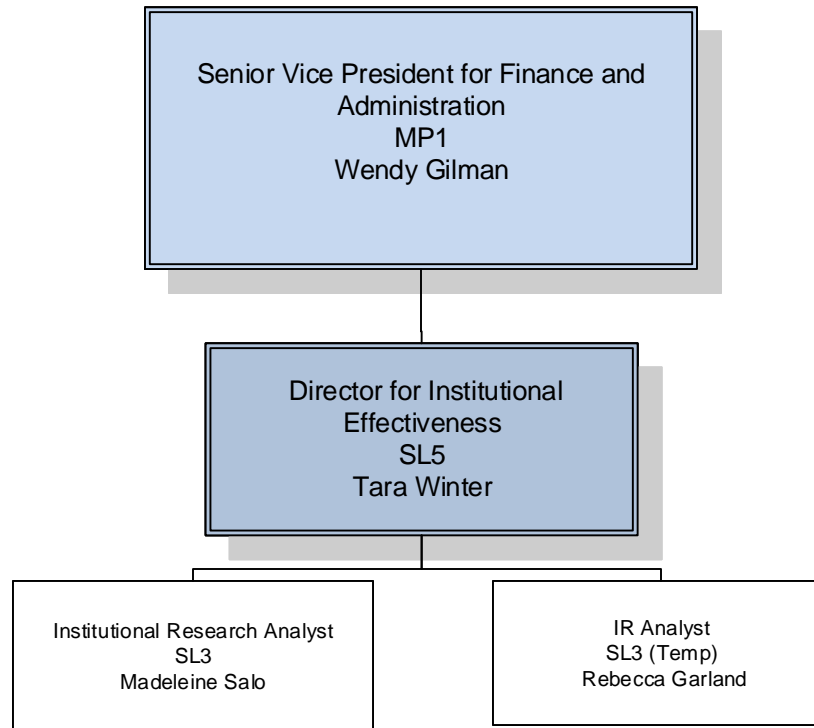 Senior Vice President for Finance and
Administration
MP1
Wendy Gilman
Director for Institutional
Effectiveness
SL5
Tara Winter
Institutional Research Analyst
SL3
Madeleine Salo
IR Analyst
SL3 (Temp)
Rebecca Garland